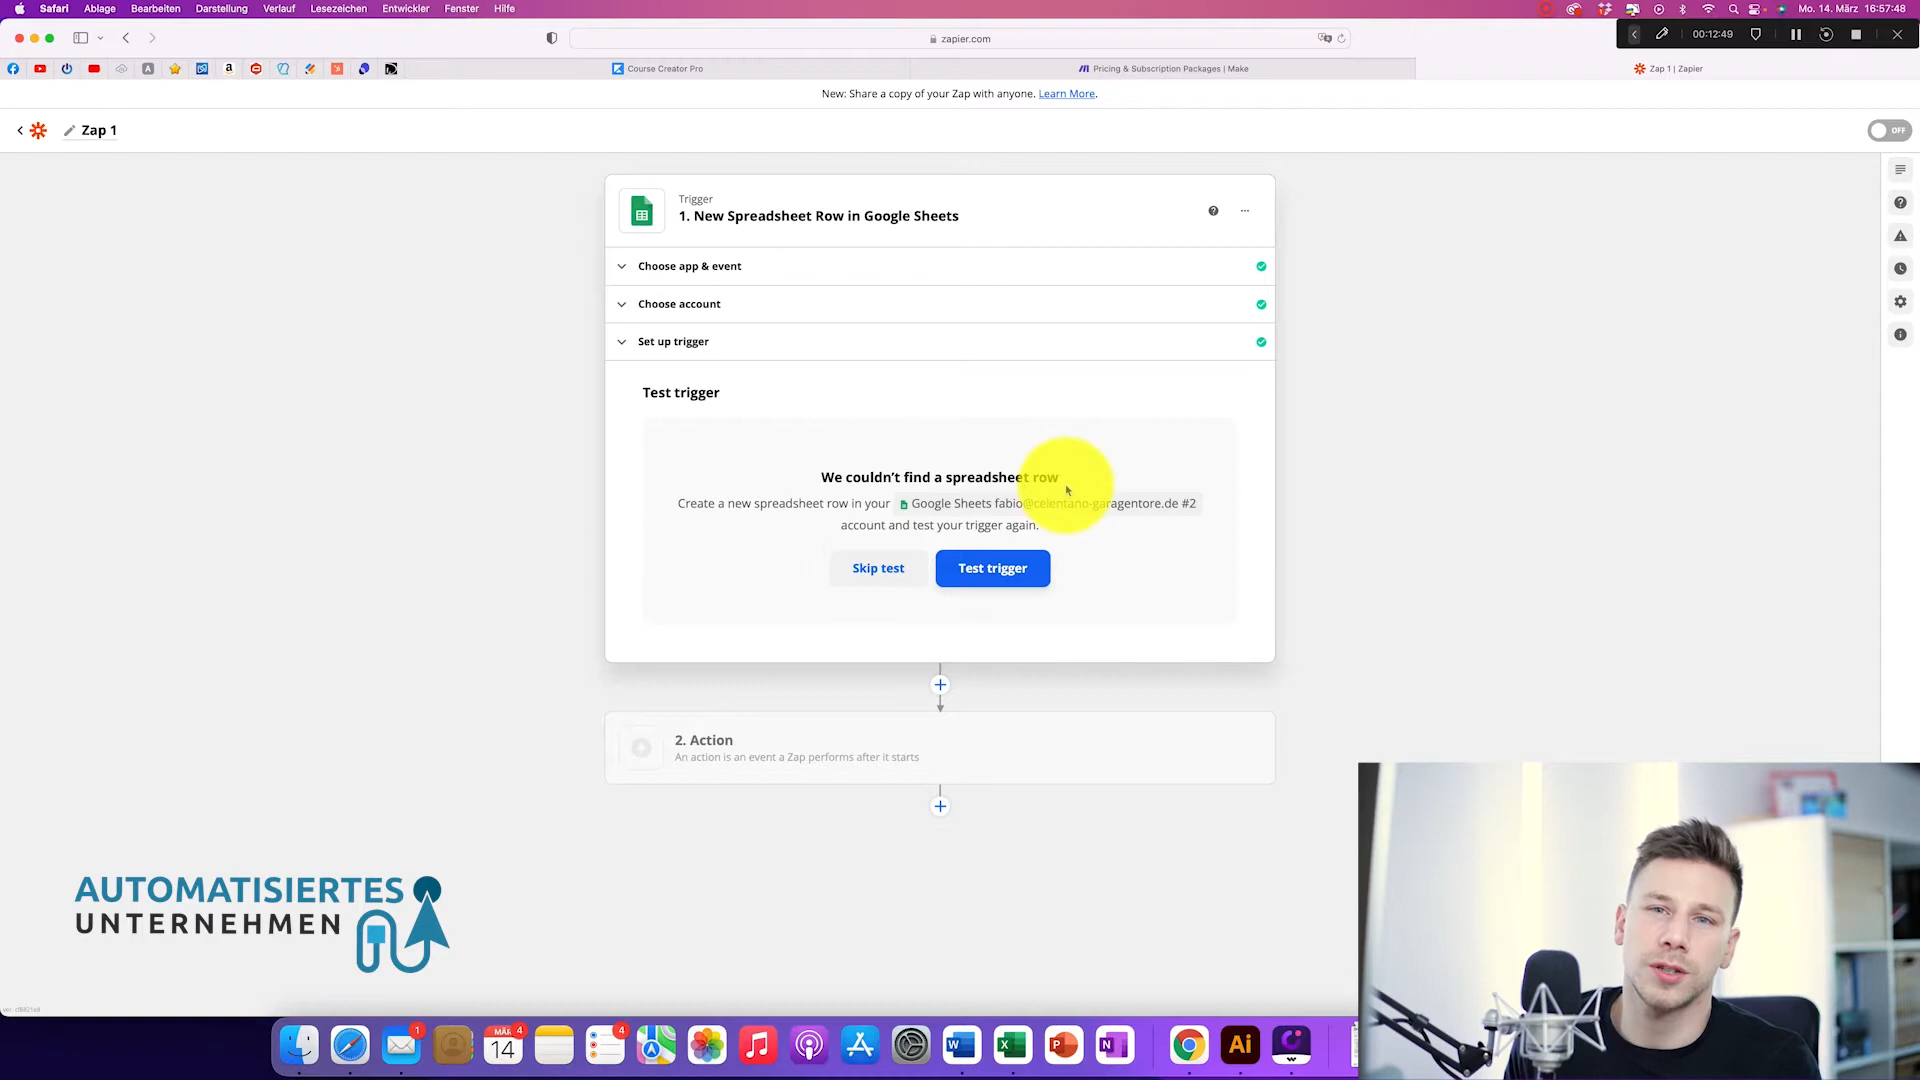 Safari Ablage Bearbeiten Darstellung Verlauf Lesezeichen Entwickler Fenster Hilfe Mo. 14. März 16:57:48
zapier.com
00:12:49
Course Creator Pro
Pricing & Subscription Packages | Make
Zap 1 | Zapier
New: Share a copy of your Zap with anyone. Learn More.
Zap 1
OFF
Trigger
1. New Spreadsheet Row in Google Sheets
Choose app & event
Choose account
Set up trigger
Test trigger
We couldn't find a spreadsheet row
Create a new spreadsheet row in your Google Sheets fabio@celentano-garagentore.de #2
account and test your trigger again.
Skip test
Test trigger
2. Action
An action is an event a Zap performs after it starts
AUTOMATISIERTES
UNTERNEHMEN
1
MÄR 4
14
4